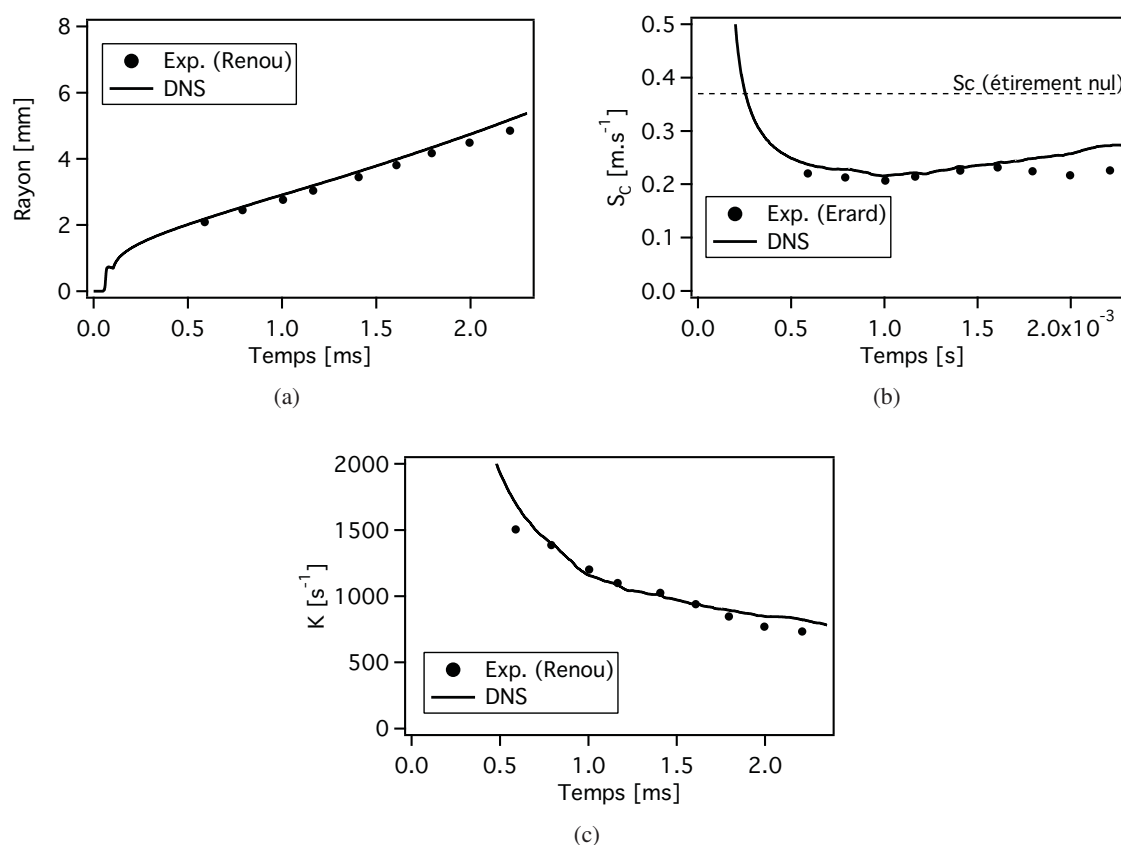 8
6
4
2
0
Rayon [mm]
Exp. (Renou)
DNS
0.0 0.5 1.0 1.5 2.0
Temps [ms]
(a)
0.5
0.4
0.3
0.2
0.1
0.0
S_C [m.s⁻¹]
Sc (étirement nul)
Exp. (Erard)
DNS
0.0 0.5 1.0 1.5 2.0x10⁻³
Temps [s]
(b)
2000
1500
1000
500
0
K [s⁻¹]
Exp. (Renou)
DNS
0.0 0.5 1.0 1.5 2.0
Temps [ms]
(c)